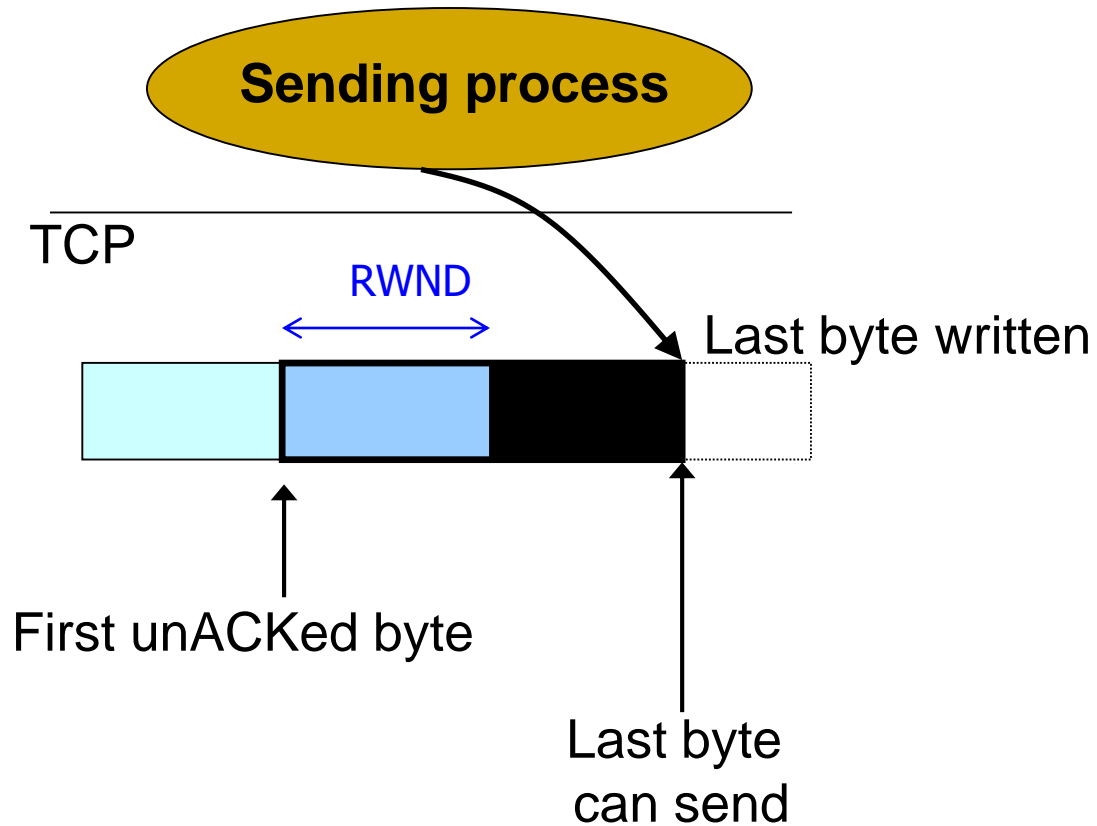 Sending process
TCP
RWND
Last byte written
First unACKed byte
Last byte
can send